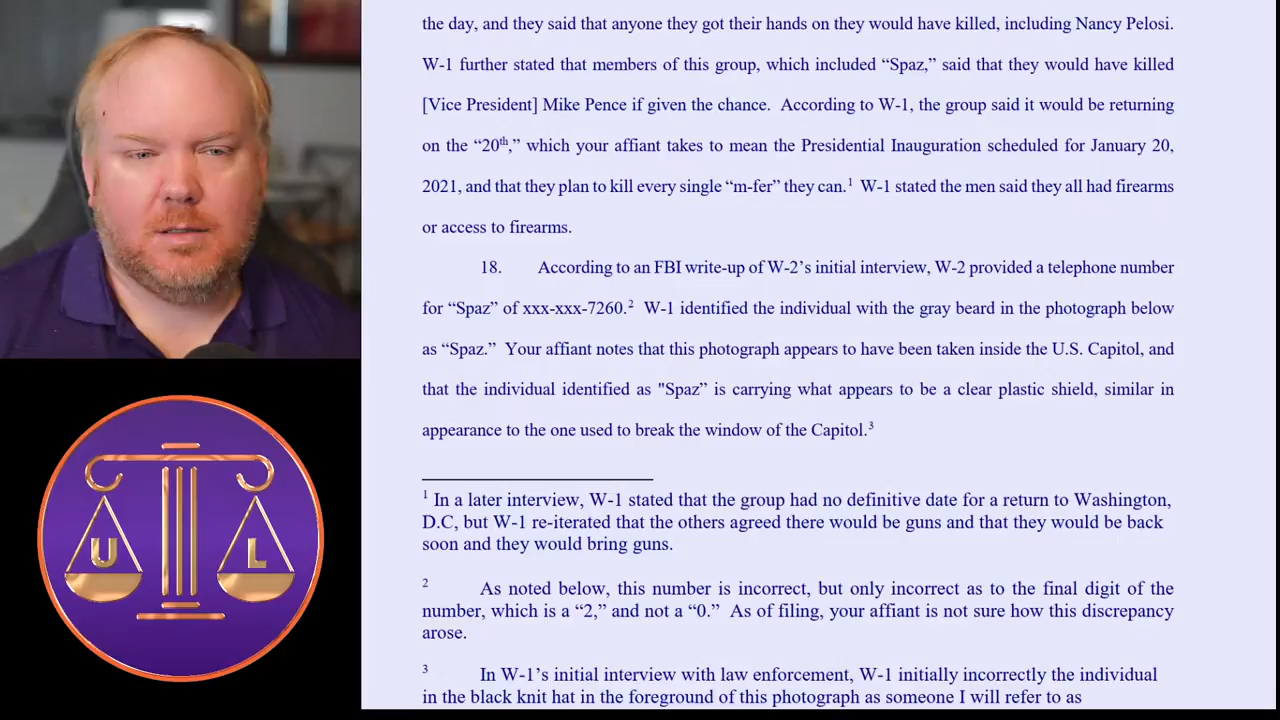 the day, and they said that anyone they got their hands on they would have killed, including Nancy Pelosi.
W-1 further stated that members of this group, which included “Spaz,” said that they would have killed
[Vice President] Mike Pence if given the chance. According to W-1, the group said it would be returning
on the “20th,” which your affiant takes to mean the Presidential Inauguration scheduled for January 20,
2021, and that they plan to kill every single “m-fer” they can.1 W-1 stated the men said they all had firearms
or access to firearms.
18. According to an FBI write-up of W-2’s initial interview, W-2 provided a telephone number
for “Spaz” of xxx-xxx-7260.2 W-1 identified the individual with the gray beard in the photograph below
as “Spaz.” Your affiant notes that this photograph appears to have been taken inside the U.S. Capitol, and
that the individual identified as "Spaz” is carrying what appears to be a clear plastic shield, similar in
appearance to the one used to break the window of the Capitol.3
1 In a later interview, W-1 stated that the group had no definitive date for a return to Washington,
D.C, but W-1 re-iterated that the others agreed there would be guns and that they would be back
soon and they would bring guns.
2 As noted below, this number is incorrect, but only incorrect as to the final digit of the
number, which is a “2,” and not a “0.” As of filing, your affiant is not sure how this discrepancy
arose.
3 In W-1’s initial interview with law enforcement, W-1 initially incorrectly the individual
in the black knit hat in the foreground of this photograph as someone I will refer to as
U L